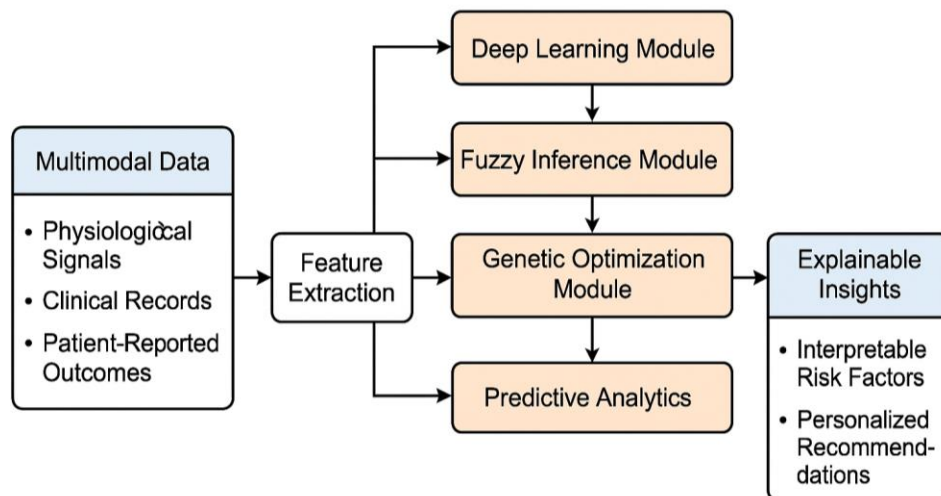 Multimodal Data
• Physiological
Signals
• Clinical Records
• Patient-Reported
Outcomes
Feature
Extraction
Deep Learning Module
Fuzzy Inference Module
Genetic Optimization
Module
Predictive Analytics
Explainable
Insights
• Interpretable
Risk Factors
• Personalized
Recommend-
dations